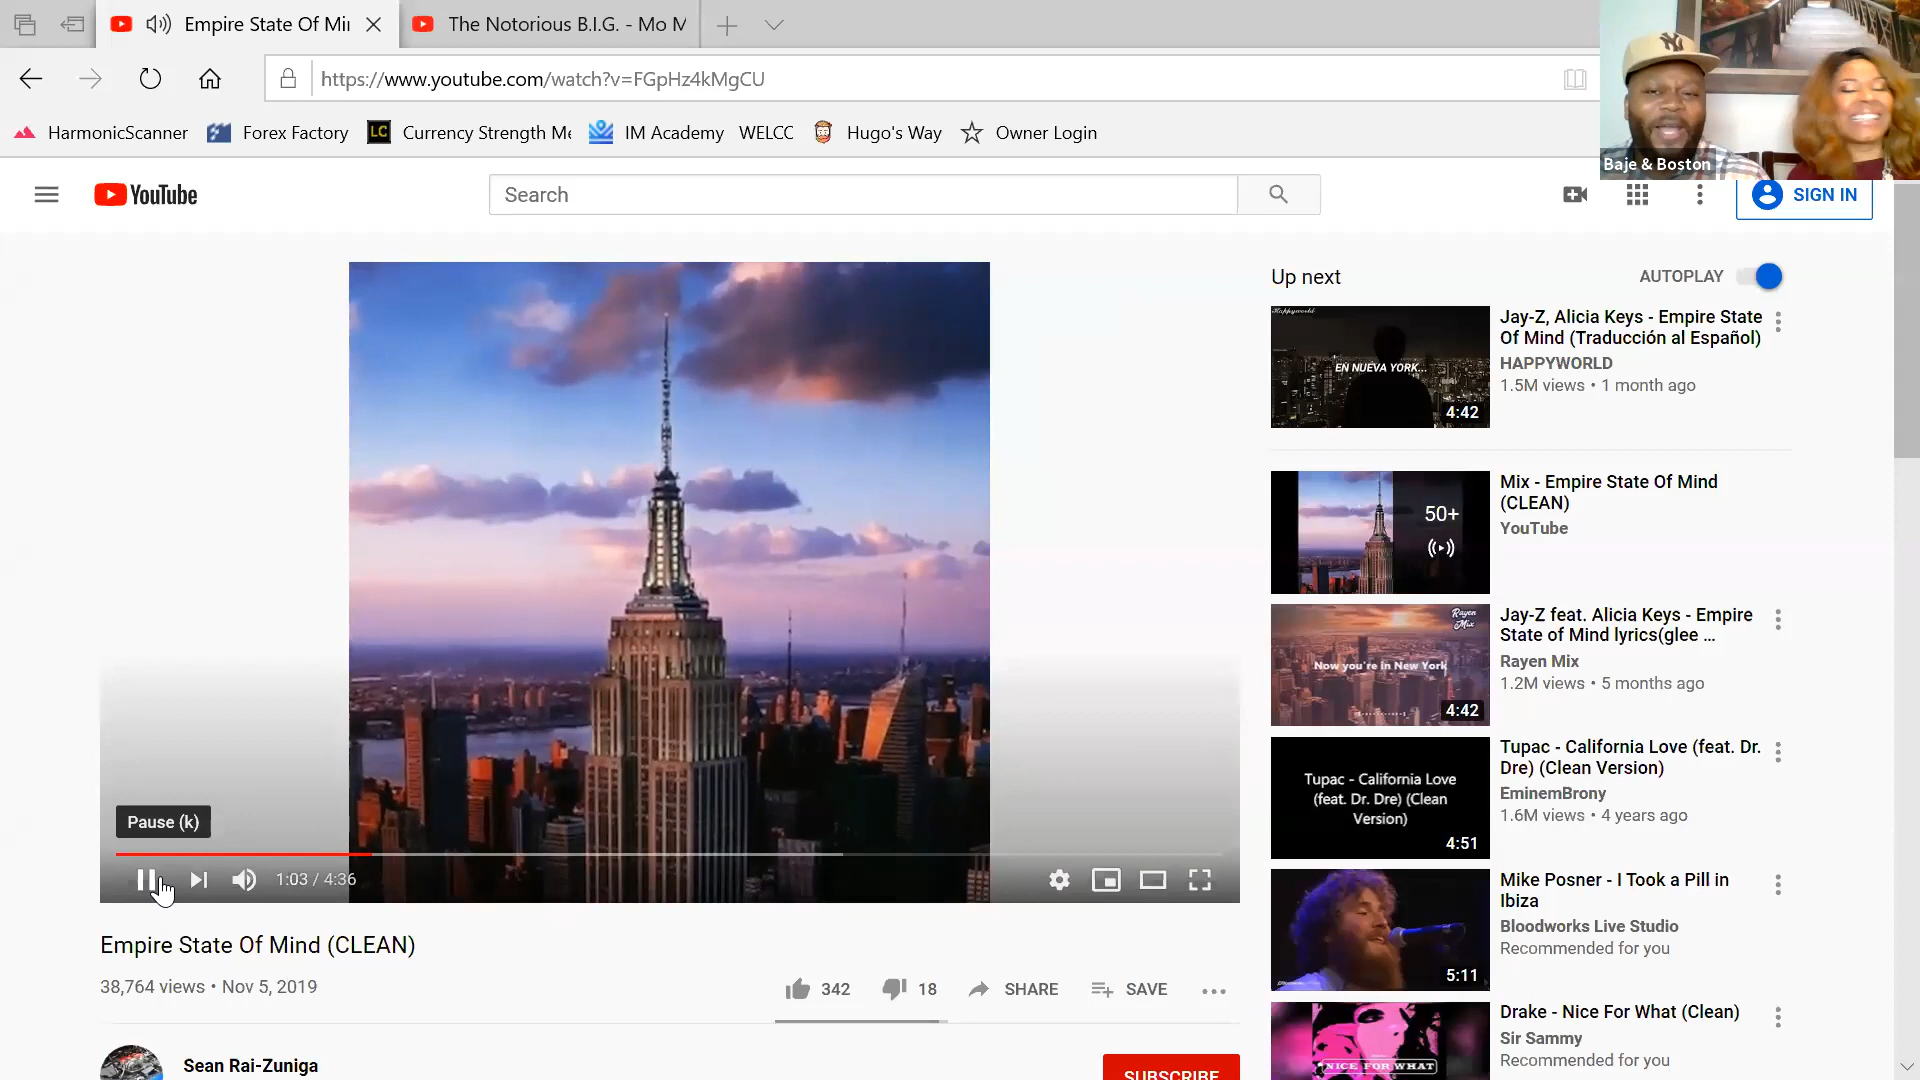 Empire State Of Mi
The Notorious B.I.G. - Mo M
https://www.youtube.com/watch?v=FGpHz4kMgCU
HarmonicScanner
Forex Factory
LC
Currency Strength Me
IM Academy
WELCC
Hugo's Way
Owner Login
Baje & Boston
YouTube
Search
SIGN IN
Pause (k)
1:03 / 4:36
Empire State Of Mind (CLEAN)
38,764 views • Nov 5, 2019
342
18
SHARE
SAVE
Sean Rai-Zuniga
SUBSCRIBE
Up next
AUTOPLAY
Happyworld
EN NUEVA YORK...
4:42
Jay-Z, Alicia Keys - Empire State
Of Mind (Traducción al Español)
HAPPYWORLD
1.5M views • 1 month ago
50+
Mix - Empire State Of Mind
(CLEAN)
YouTube
Rayen
Mix
Now you're in New York
4:42
Jay-Z feat. Alicia Keys - Empire
State of Mind lyrics(glee ...
Rayen Mix
1.2M views • 5 months ago
Tupac - California Love
(feat. Dr. Dre) (Clean
Version)
4:51
Tupac - California Love (feat. Dr.
Dre) (Clean Version)
EminemBrony
1.6M views • 4 years ago
5:11
Mike Posner - I Took a Pill in
Ibiza
Bloodworks Live Studio
Recommended for you
NICE FOR WHAT
Drake - Nice For What (Clean)
Sir Sammy
Recommended for you